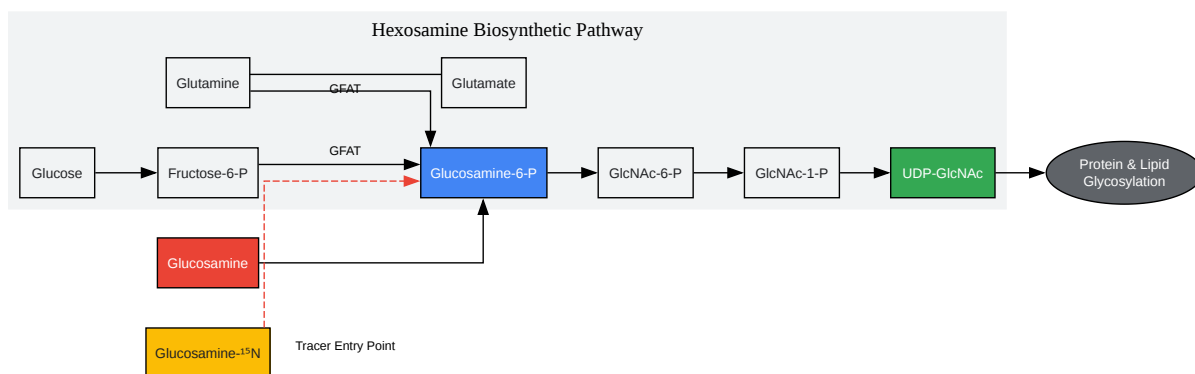 Hexosamine Biosynthetic Pathway
Glutamine
GFAT
Glutamate
Glucose
Fructose-6-P
GFAT
Glucosamine-6-P
GlcNAc-6-P
GlcNAc-1-P
UDP-GlcNAc
Protein & Lipid
Glycosylation
Glucosamine
Glucosamine-¹⁵N
Tracer Entry Point